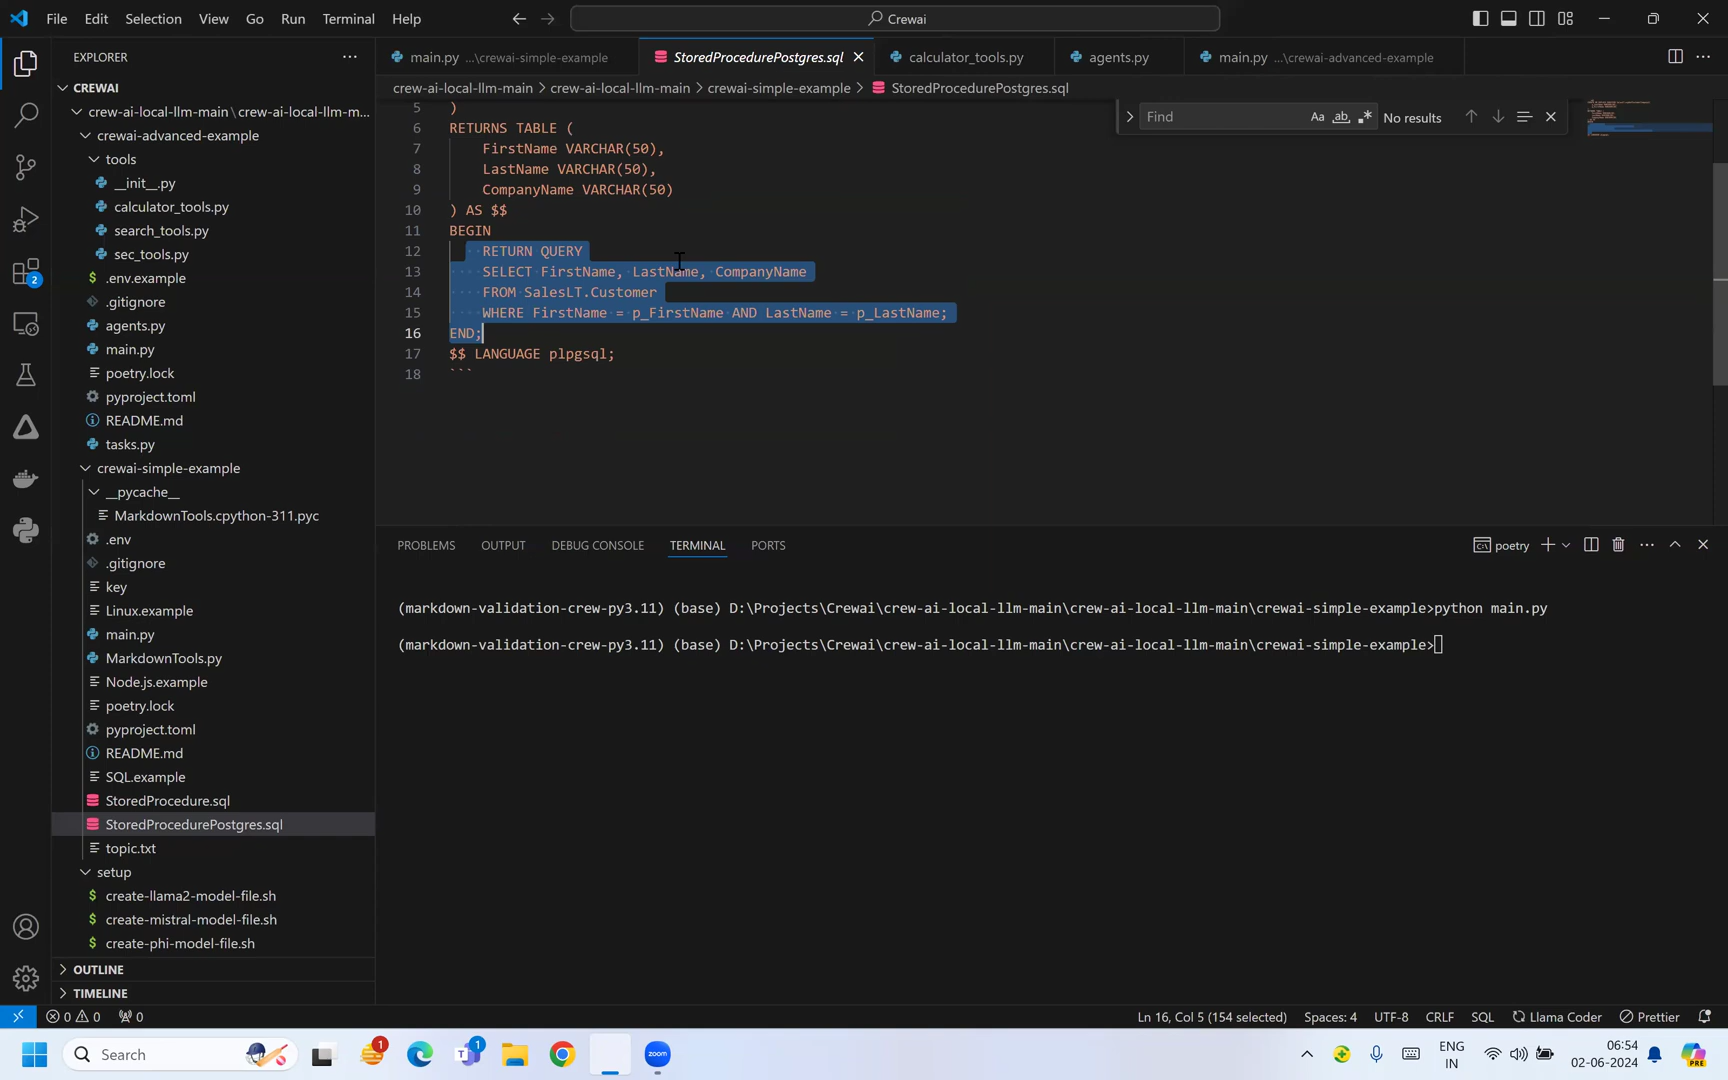 File Edit Selection View Go Run Terminal Help
Crewai
EXPLORER
CREWAI
crew-ai-local-llm-main\crew-ai-local-llm-m...
crewai-advanced-example
tools
__init__.py
calculator_tools.py
search_tools.py
sec_tools.py
.env.example
.gitignore
agents.py
main.py
poetry.lock
pyproject.toml
README.md
tasks.py
crewai-simple-example
__pycache__
MarkdownTools.cpython-311.pyc
.env
.gitignore
key
Linux.example
main.py
MarkdownTools.py
Node.js.example
poetry.lock
pyproject.toml
README.md
SQL.example
StoredProcedure.sql
StoredProcedurePostgres.sql
topic.txt
setup
create-llama2-model-file.sh
create-mistral-model-file.sh
create-phi-model-file.sh
OUTLINE
TIMELINE
2
main.py ...\crewai-simple-example
StoredProcedurePostgres.sql
calculator_tools.py
agents.py
main.py ...\crewai-advanced-example
crew-ai-local-llm-main > crew-ai-local-llm-main > crewai-simple-example > StoredProcedurePostgres.sql
Find Aa ab No results
5 )
6 RETURNS TABLE (
7 FirstName VARCHAR(50),
8 LastName VARCHAR(50),
9 CompanyName VARCHAR(50)
10 ) AS $$
11 BEGIN
12 RETURN QUERY
13 SELECT FirstName, LastName, CompanyName
14 FROM SalesLT.Customer
15 WHERE FirstName = p_FirstName AND LastName = p_LastName;
16 END;
17 $$ LANGUAGE plpgsql;
18 ```
PROBLEMS OUTPUT DEBUG CONSOLE TERMINAL PORTS
poetry
(markdown-validation-crew-py3.11) (base) D:\Projects\Crewai\crew-ai-local-llm-main\crew-ai-local-llm-main\crewai-simple-example>python main.py
(markdown-validation-crew-py3.11) (base) D:\Projects\Crewai\crew-ai-local-llm-main\crew-ai-local-llm-main\crewai-simple-example>
0 0 0
Ln 16, Col 5 (154 selected) Spaces: 4 UTF-8 CRLF SQL Llama Coder Prettier
Search
1
1
zoom
ENG
IN
06:54
02-06-2024
PRE